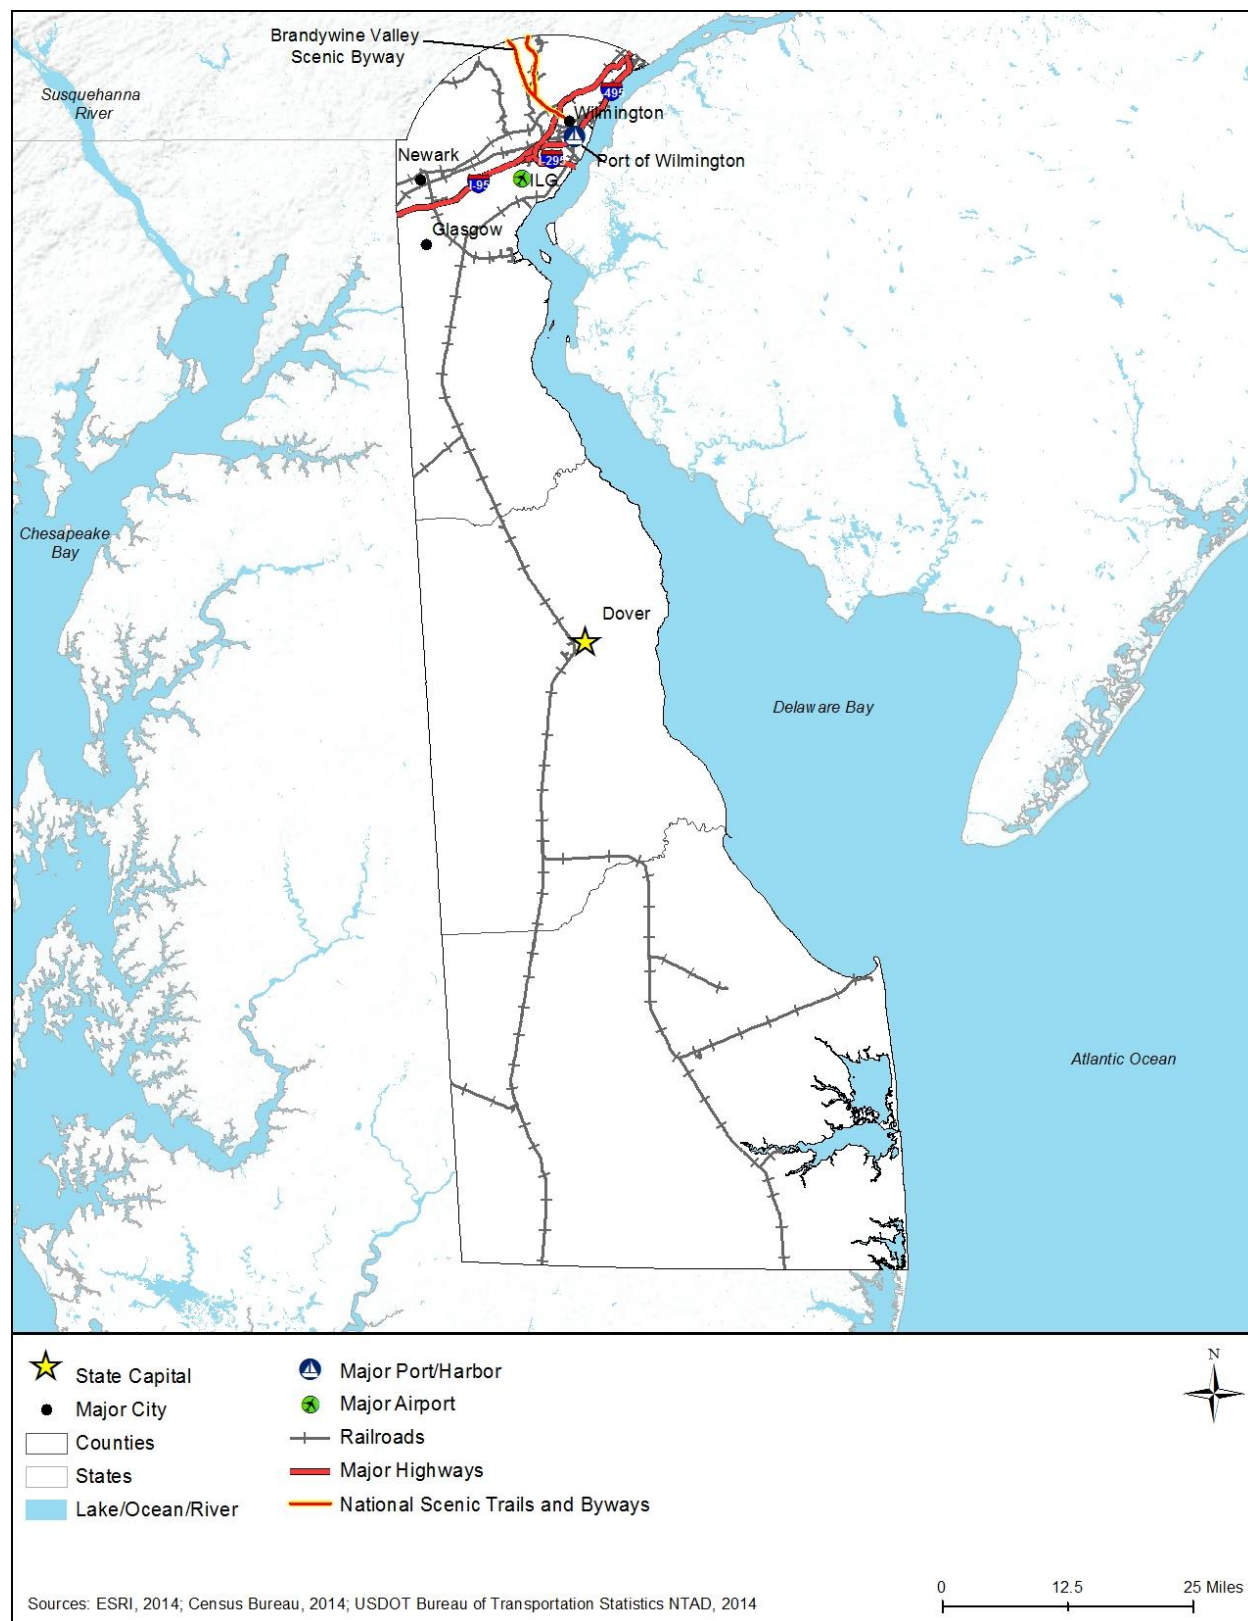 Brandywine Valley
Scenic Byway
Susquehanna
River
I-495
Wilmington
Newark
I-295
Port of Wilmington
I-95
ILG
Glasgow
Chesapeake
Bay
Dover
Delaware Bay
Atlantic Ocean
State Capital
Major City
Counties
States
Lake/Ocean/River
Major Port/Harbor
Major Airport
Railroads
Major Highways
National Scenic Trails and Byways
N
0 12.5 25 Miles
Sources: ESRI, 2014; Census Bureau, 2014; USDOT Bureau of Transportation Statistics NTAD, 2014